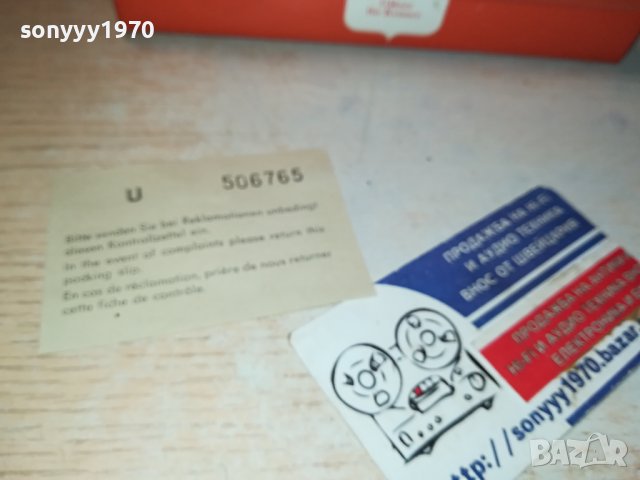 sonyyy1970
U 506765
Bitte senden Sie bei Reklamationen unbedingt
diesen Kontrollzettel ein.
In the event of complaints please return this
packing slip.
En cas de réclamation, prière de nous retourner
cette fiche de contrôle.
ПРОДАЖБА НА HI-FI
И АУДИО ТЕХНИКА
ВНОС ОТ ШВЕЙЦАРИЯ
ПРОДАЖБА НА
HI-FI И АУДИО ТЕХНИКА
ЕЛЕКТРОНИКА И
http://sonyyy1970.bazar
BAZAR
sonyyy1970